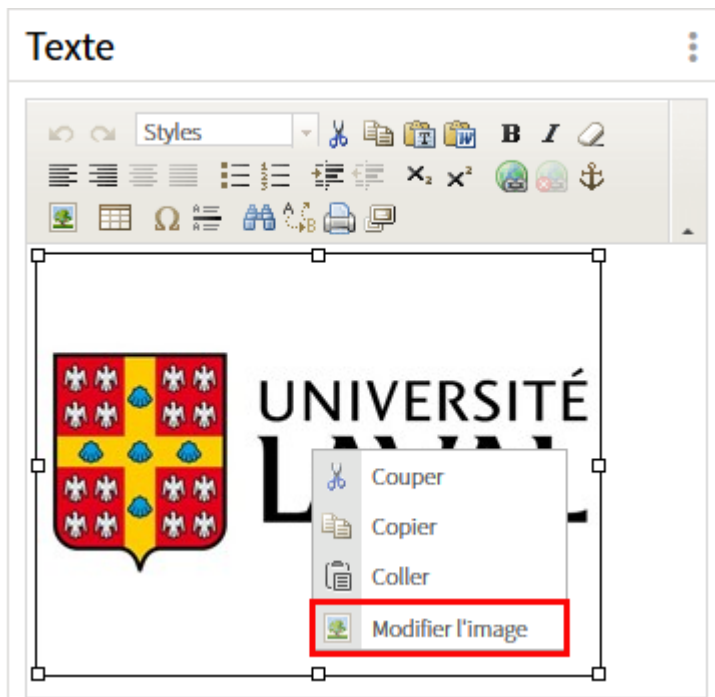 Texte
Styles
UNIVERSITÉ
Couper
Copier
Coller
Modifier l'image